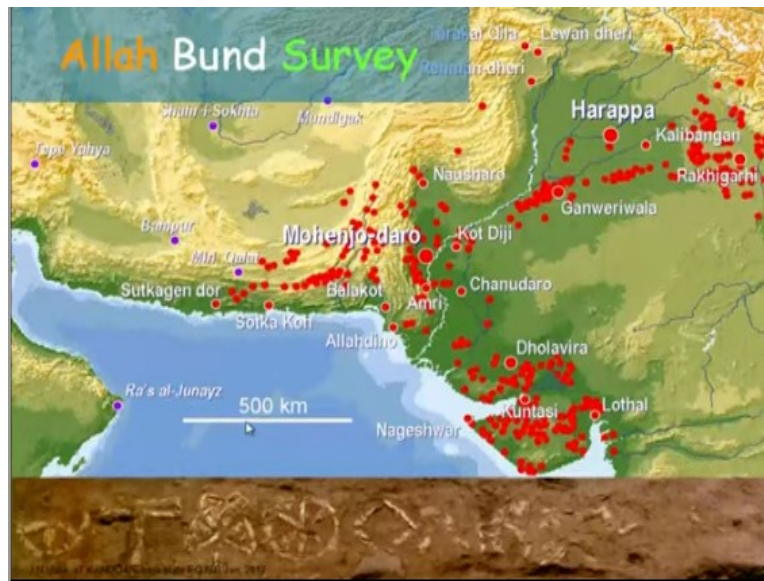 Allah Bund Survey
Lewan dheri
Rehman dheri
Shahr-i-Sokhta
Mundigak
Harappa
Kalibangan
Tepe Yahya
Rakhigarhi
Nausharo
Ganweriwala
Bampur
Mohenjo-daro
Kot Diji
Miri Qalat
Sutkagen dor
Balakot
Amri
Chanudaro
Sotka Koh
Allahdino
Dholavira
Ra's al-Junayz
500 km
Kuntasi
Lothal
Nageshwar